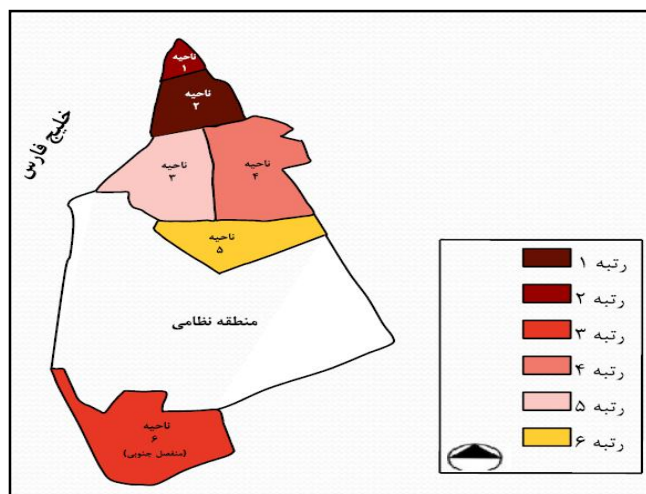 ناحیه
۱
ناحیه
۲
خلیج فارس
ناحیه
۳
ناحیه
۴
ناحیه
۵
منطقه نظامی
ناحیه
۶
(منفصل جنوبی)
رتبه ۱
رتبه ۲
رتبه ۳
رتبه ۴
رتبه ۵
رتبه ۶